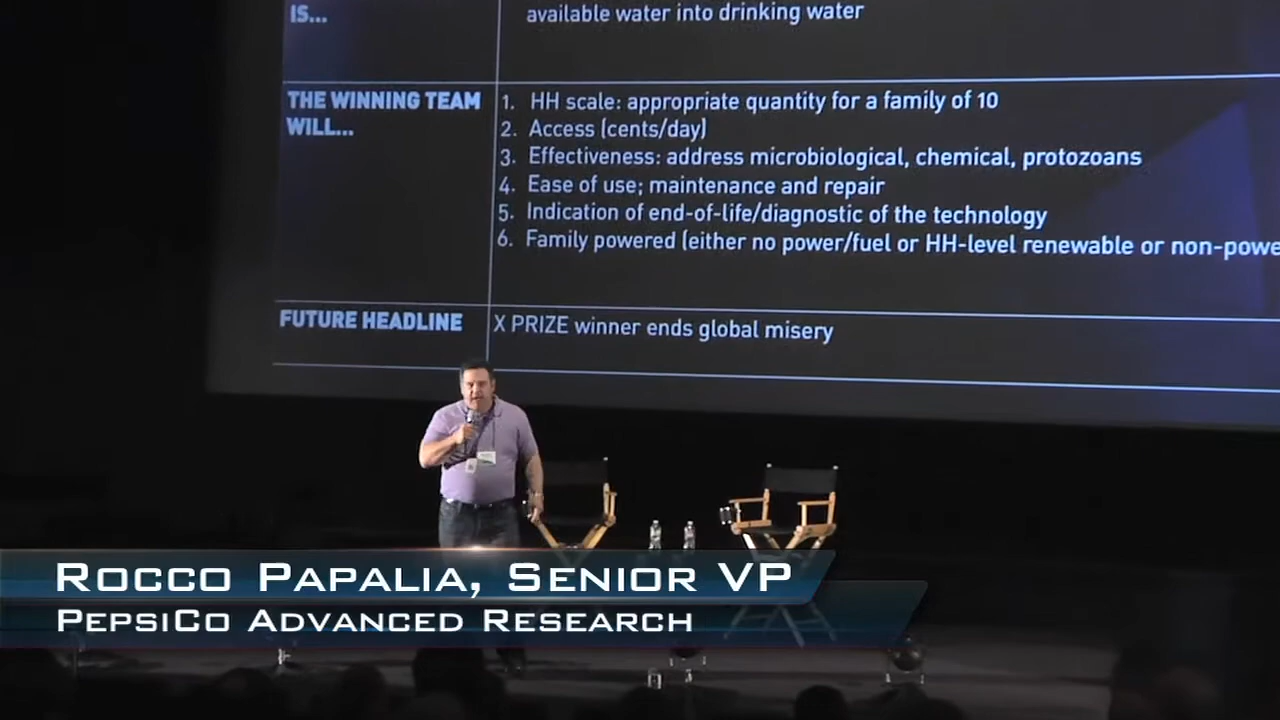 IS...
available water into drinking water
THE WINNING TEAM
WILL...
1. HH scale: appropriate quantity for a family of 10
2. Access (cents/day)
3. Effectiveness: address microbiological, chemical, protozoans
4. Ease of use; maintenance and repair
5. Indication of end-of-life/diagnostic of the technology
6. Family powered (either no power/fuel or HH-level renewable or non-powe
FUTURE HEADLINE
X PRIZE winner ends global misery
Rocco Papalia, Senior VP
PepsiCo Advanced Research